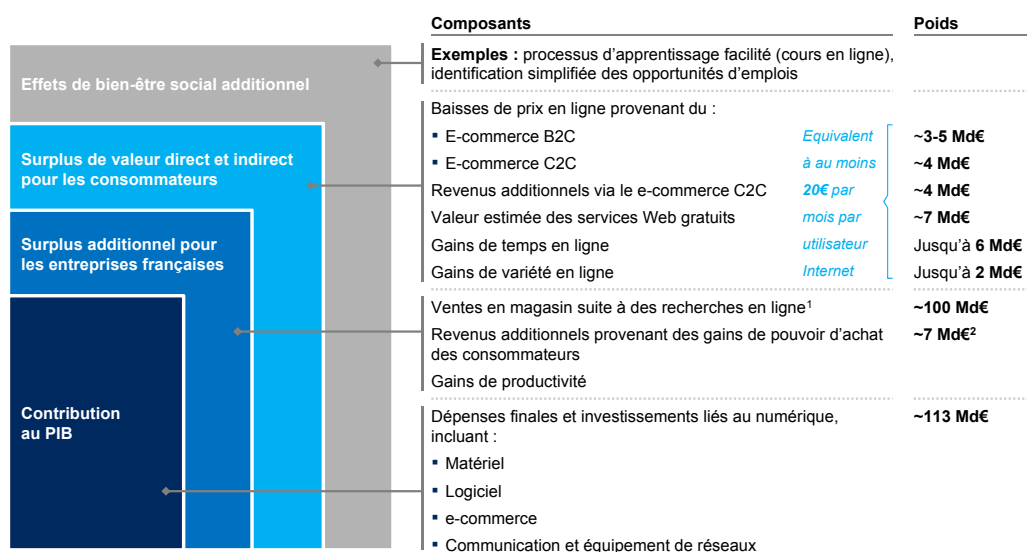 Composants
Poids
Effets de bien-être social additionnel
Exemples : processus d'apprentissage facilité (cours en ligne),
identification simplifiée des opportunités d'emplois
Surplus de valeur direct et indirect
pour les consommateurs
Baisses de prix en ligne provenant du :
▪ E-commerce B2C
Equivalent
~3-5 Md€
▪ E-commerce C2C
à au moins
~4 Md€
Revenus additionnels via le e-commerce C2C
20€ par
~4 Md€
Valeur estimée des services Web gratuits
mois par
~7 Md€
Gains de temps en ligne
utilisateur
Jusqu'à 6 Md€
Gains de variété en ligne
Internet
Jusqu'à 2 Md€
Surplus additionnel pour
les entreprises françaises
Ventes en magasin suite à des recherches en ligne¹
~100 Md€
Revenus additionnels provenant des gains de pouvoir d'achat
des consommateurs
~7 Md€²
Gains de productivité
Contribution
au PIB
Dépenses finales et investissements liés au numérique,
incluant :
~113 Md€
▪ Matériel
▪ Logiciel
▪ e-commerce
▪ Communication et équipement de réseaux